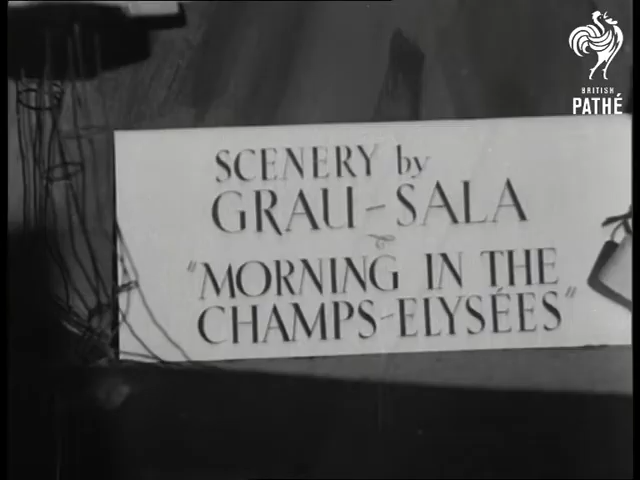 BRITISH
PATHÉ
SCENERY by
GRAU-SALA
"MORNING IN THE
CHAMPS-ELYSÉES"